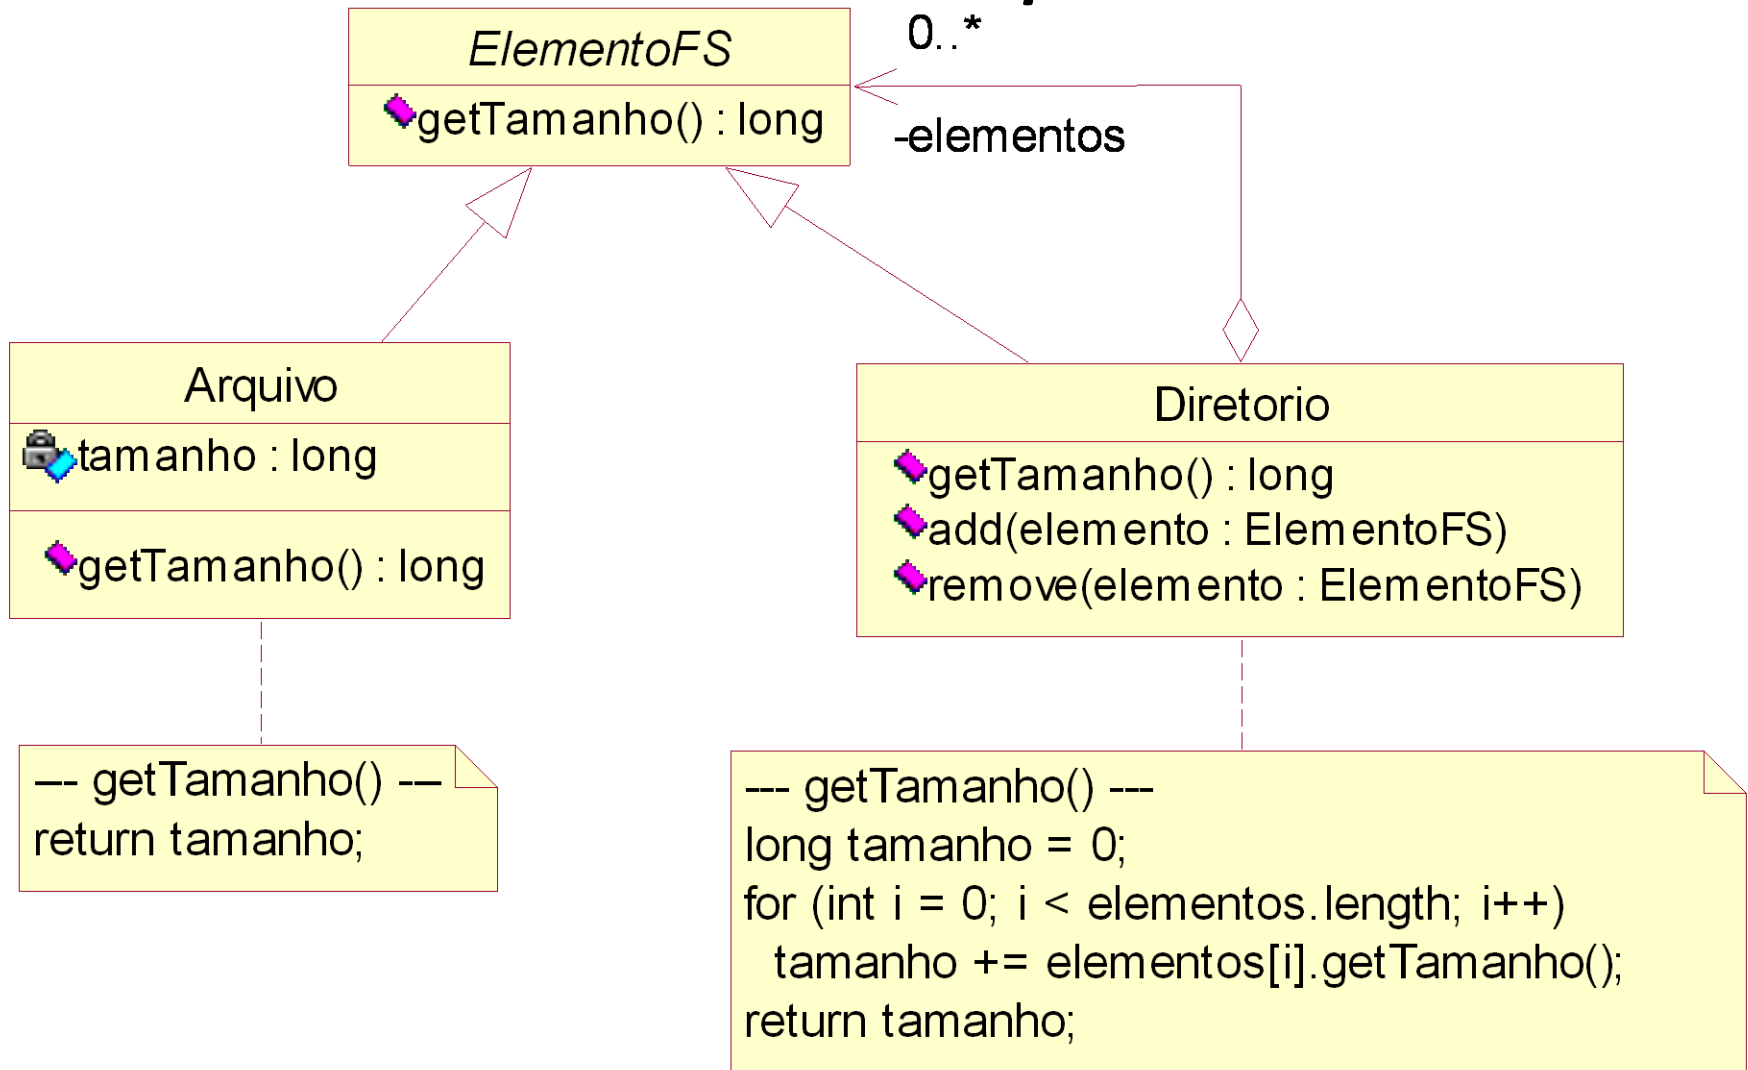 ElementoFS
getTamanho() : long
0..*
-elementos
Arquivo
tamanho : long
getTamanho() : long
Diretorio
getTamanho() : long
add(elemento : ElementoFS)
remove(elemento : ElementoFS)
--- getTamanho() ---
return tamanho;
--- getTamanho() ---
long tamanho = 0;
for (int i = 0; i < elementos.length; i++)
tamanho += elementos[i].getTamanho();
return tamanho;